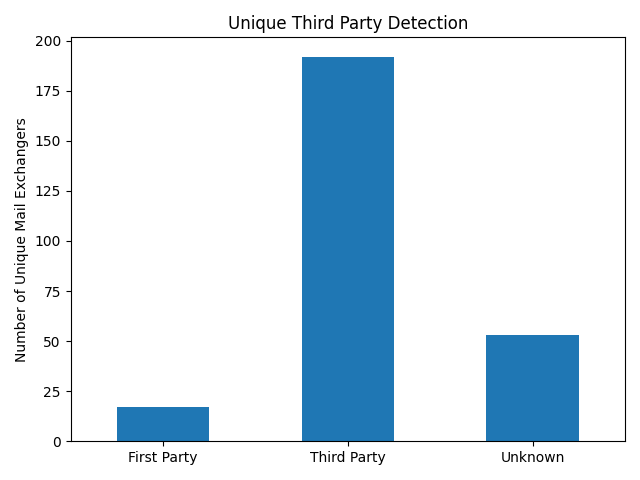 Unique Third Party Detection
Number of Unique Mail Exchangers
200
175
150
125
100
75
50
25
0
First Party
Third Party
Unknown